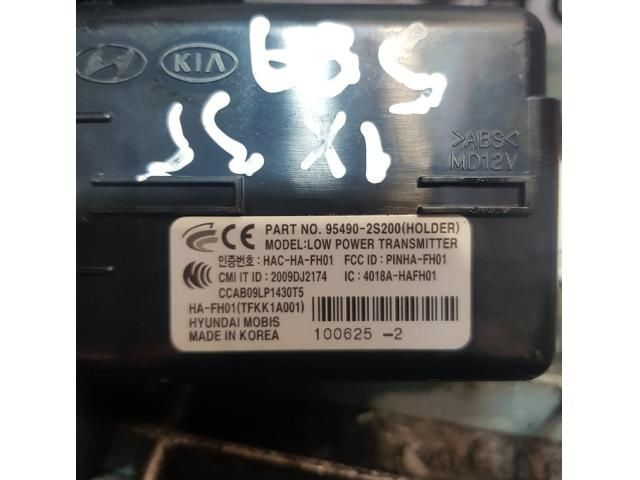 KIA
IX 35
>ABS<
MD12V
PART NO. 95490-2S200(HOLDER)
MODEL:LOW POWER TRANSMITTER
인증번호 : HAC-HA-FH01 FCC ID : PINHA-FH01
CMI IT ID : 2009DJ2174 IC : 4018A-HAFH01
CCAB09LP1430T5
HA-FH01(TFKK1A001)
HYUNDAI MOBIS
MADE IN KOREA
100625 -2